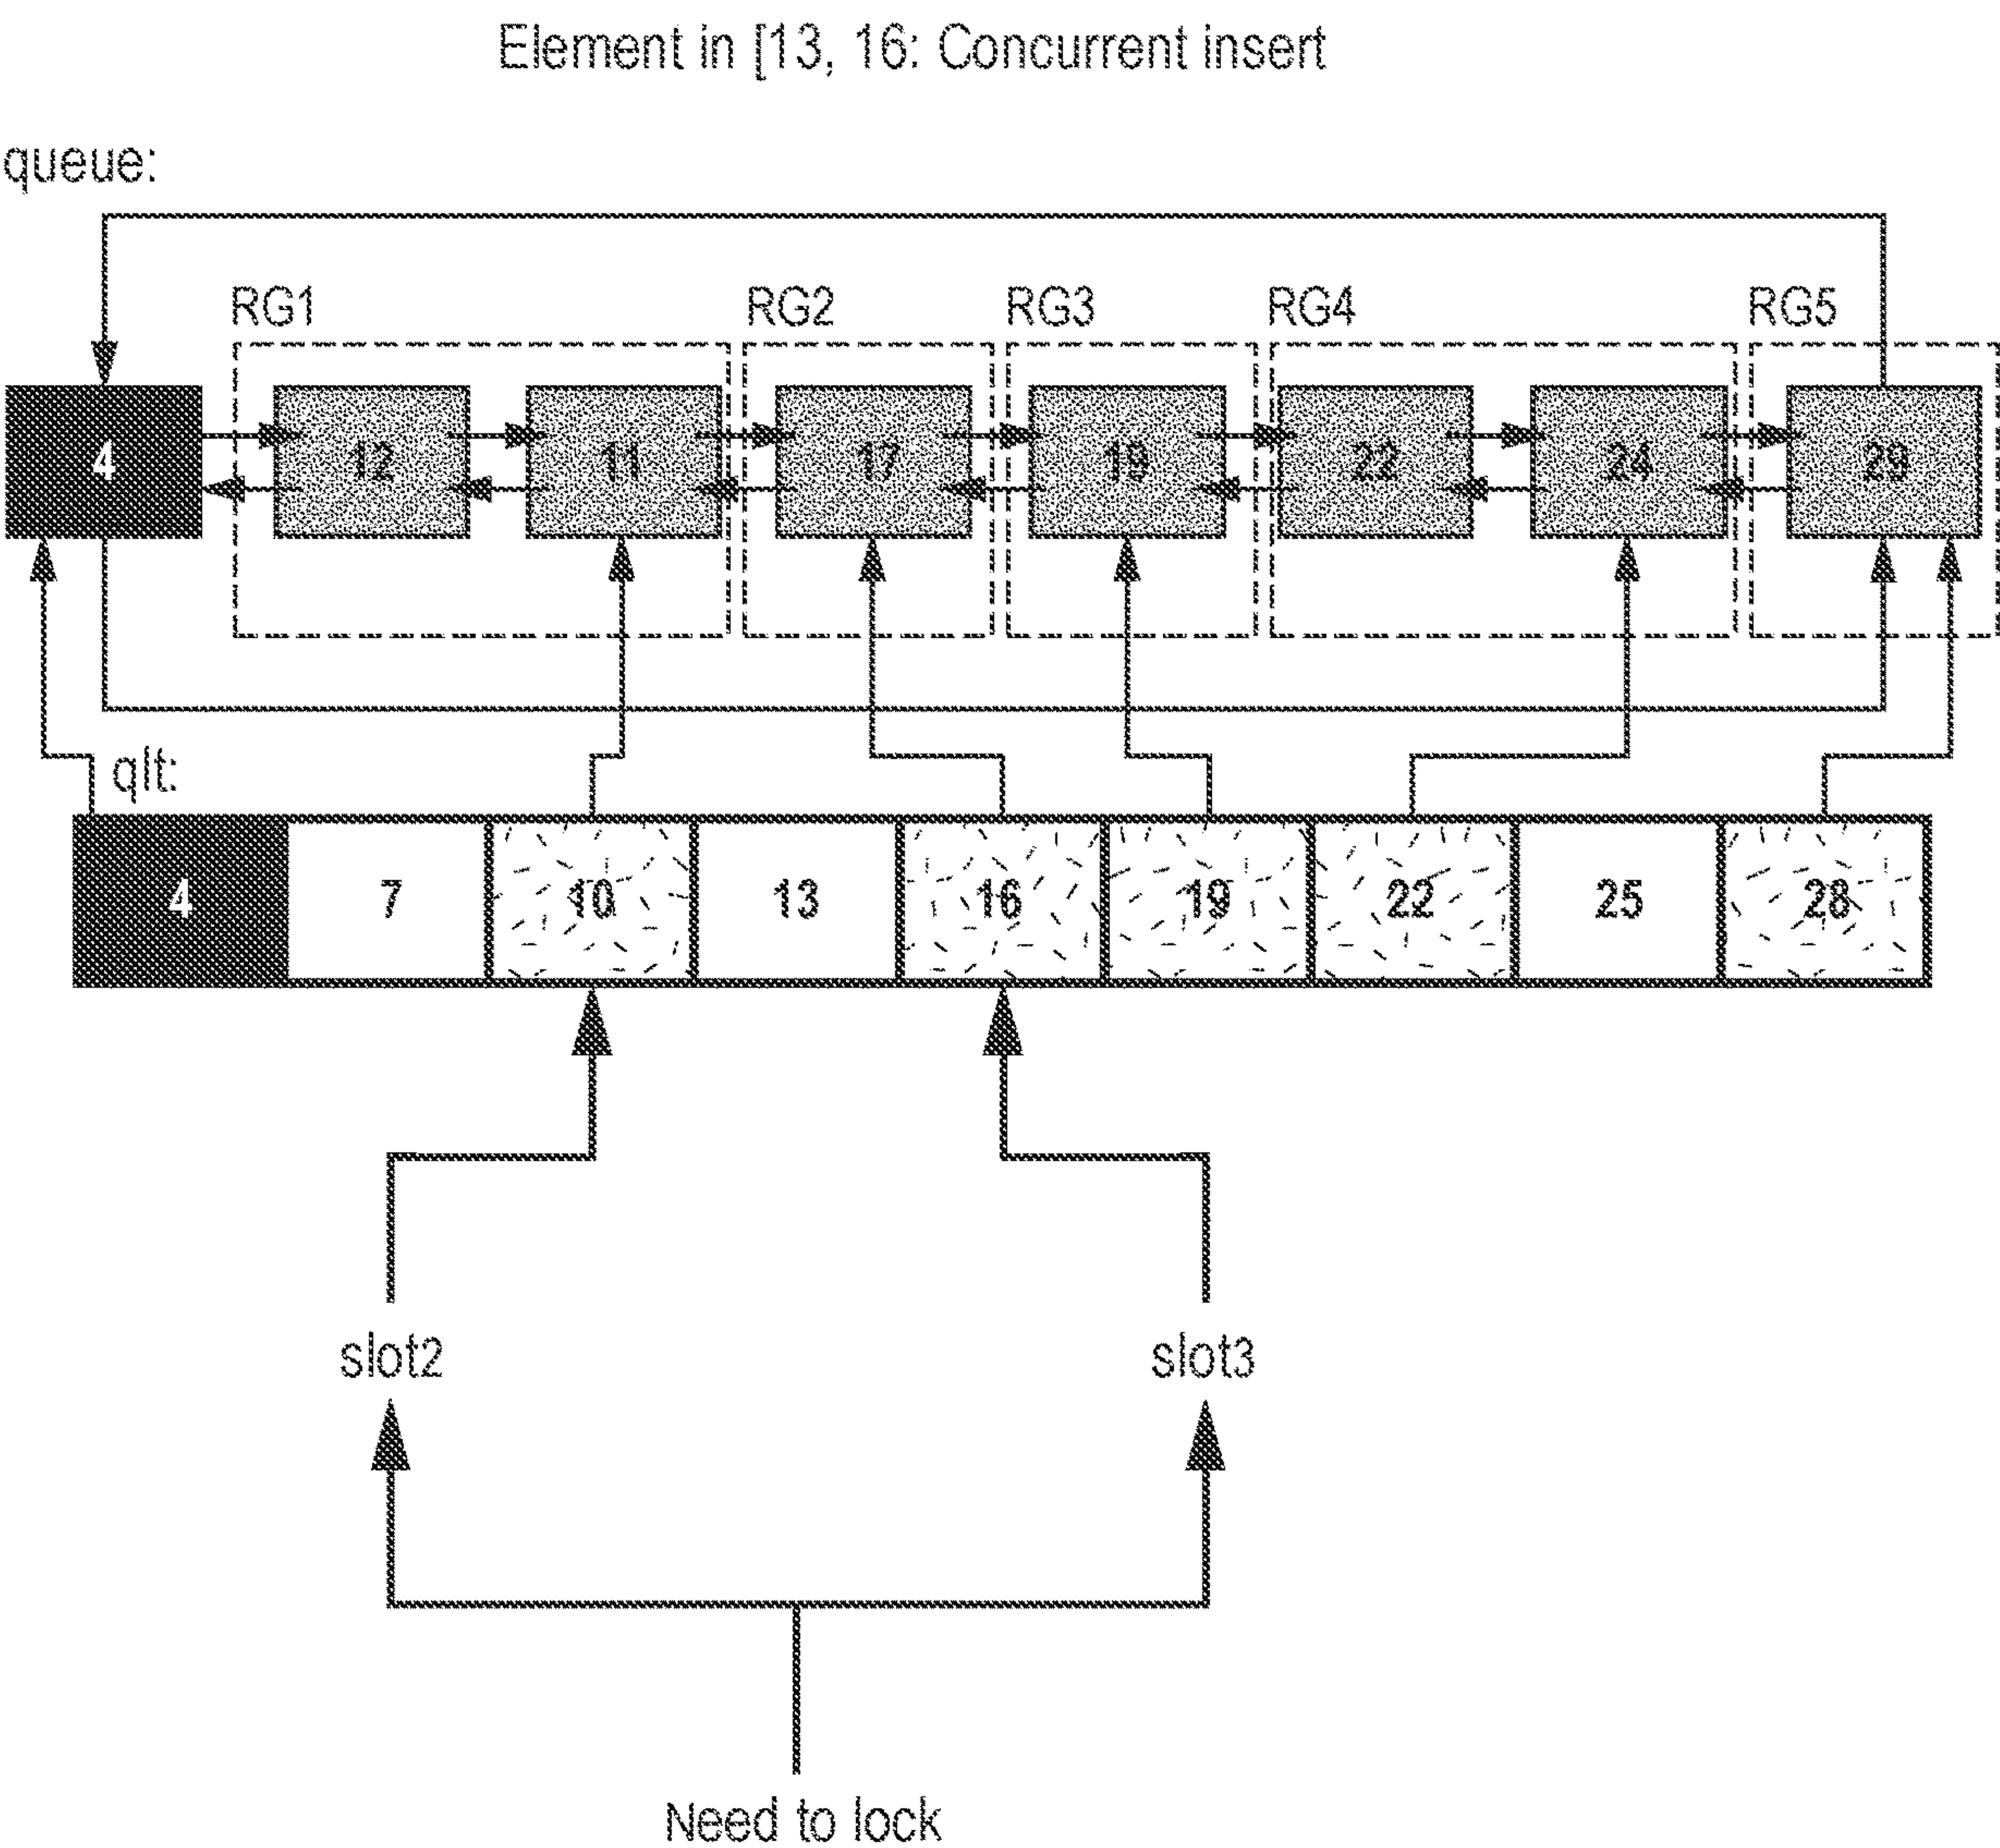 Element in [13, 16: Concurrent insert
queue:
RG1 RG2 RG3 RG4 RG5
4 12 11 17 19 22 24 29
qlt:
4 7 10 13 16 19 22 25 28
slot2 slot3
Need to lock